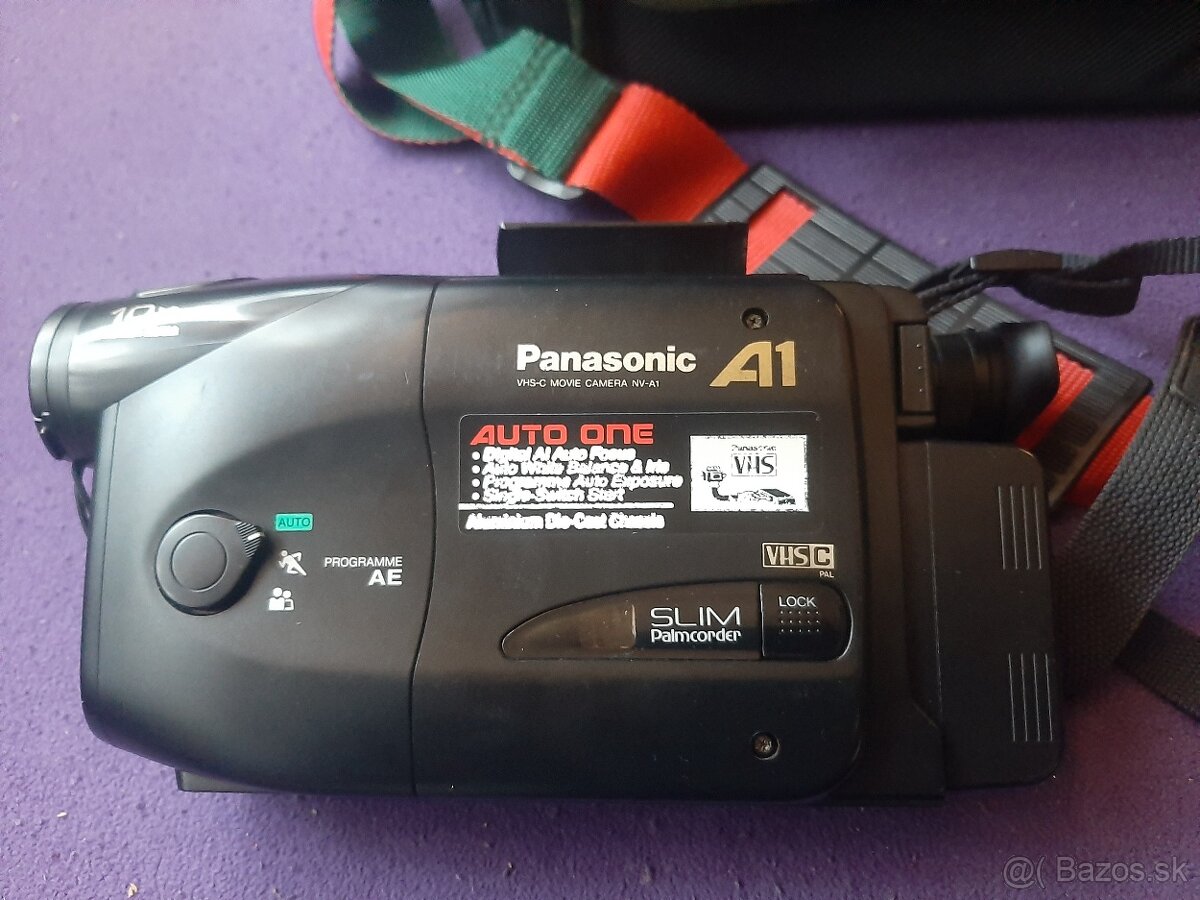 10x
Panasonic A1
VHS-C MOVIE CAMERA NV-A1
AUTO ONE
• Digital AI Auto Focus
• Auto White Balance & Iris
• Programme Auto Exposure
• Single-Switch Start
Aluminium Die-Cast Chassis
Panasonic
VHS
AUTO
PROGRAMME
AE
VHS C
PAL
SLIM
Palmcorder
LOCK
@( Bazos.sk